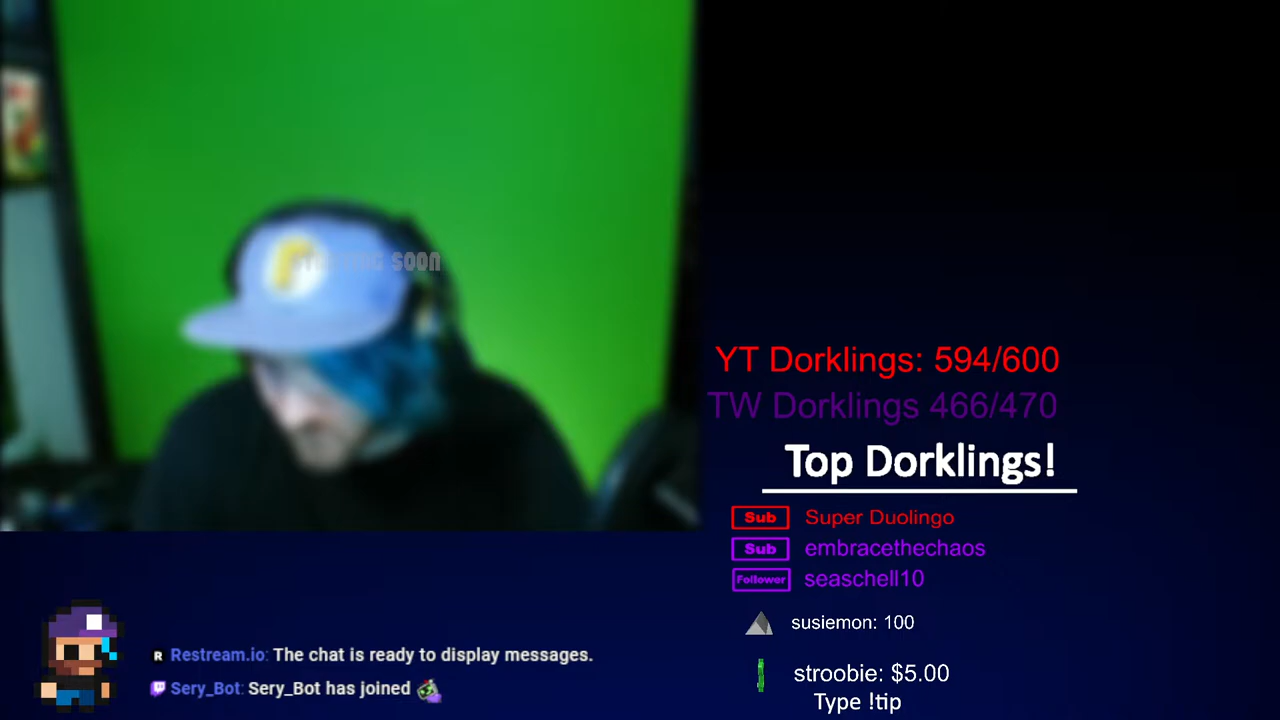 SOON
YT Dorklings: 594/600
TW Dorklings 466/470
Top Dorklings!
Sub Super Duolingo
Sub embracethechaos
Follower seaschell10
susiemon: 100
stroobie: $5.00
Type !tip
R Restream.io: The chat is ready to display messages.
Sery_Bot: Sery_Bot has joined